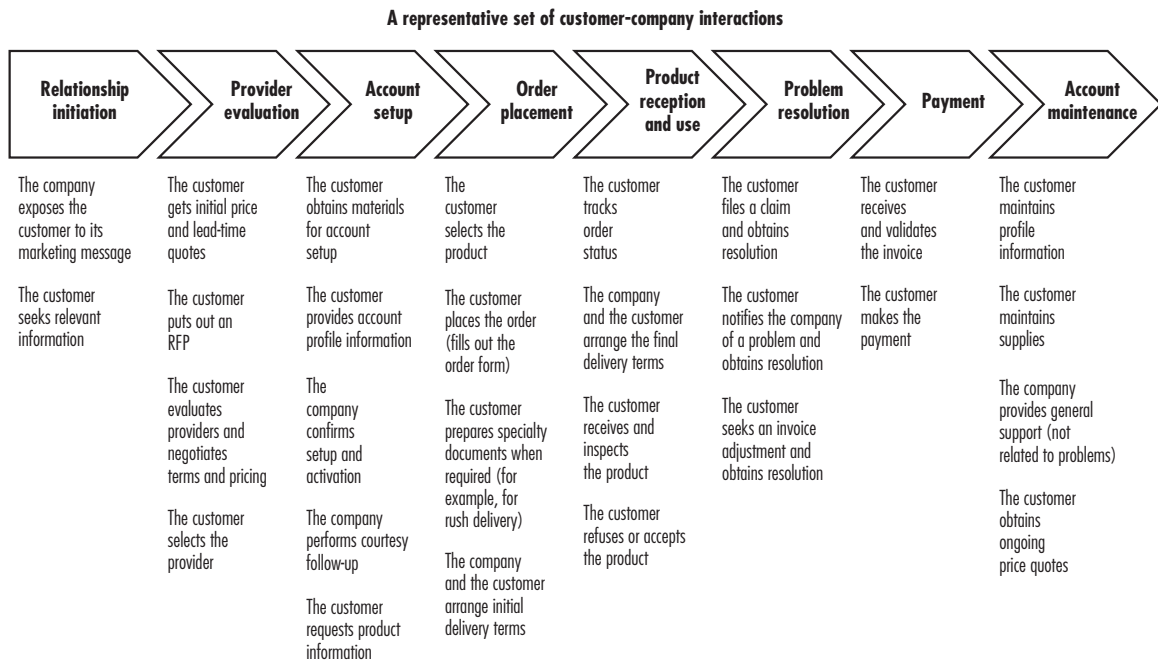 A representative set of customer-company interactions
Relationship
initiation
Provider
evaluation
Account
setup
Order
placement
Product
reception
and use
Problem
resolution
Payment
Account
maintenance
The company
exposes the
customer to its
marketing message
The customer
seeks relevant
information
The customer
gets initial price
and lead-time
quotes
The customer
puts out an
RFP
The customer
evaluates
providers and
negotiates
terms and pricing
The customer
selects the
provider
The customer
obtains materials
for account
setup
The customer
provides account
profile information
The
company
confirms
setup and
activation
The company
performs courtesy
follow-up
The customer
requests product
information
The
customer
selects the
product
The customer
places the order
(fills out the
order form)
The customer
prepares specialty
documents when
required (for
example, for
rush delivery)
The company
and the customer
arrange initial
delivery terms
The customer
tracks
order
status
The company
and the customer
arrange the final
delivery terms
The customer
receives and
inspects
the product
The customer
refuses or accepts
the product
The customer
files a claim
and obtains
resolution
The customer
notifies the company
of a problem and
obtains resolution
The customer
seeks an invoice
adjustment and
obtains resolution
The customer
receives
and validates
the invoice
The customer
makes the
payment
The customer
maintains
profile
information
The customer
maintains
supplies
The company
provides general
support (not
related to problems)
The customer
obtains
ongoing
price quotes